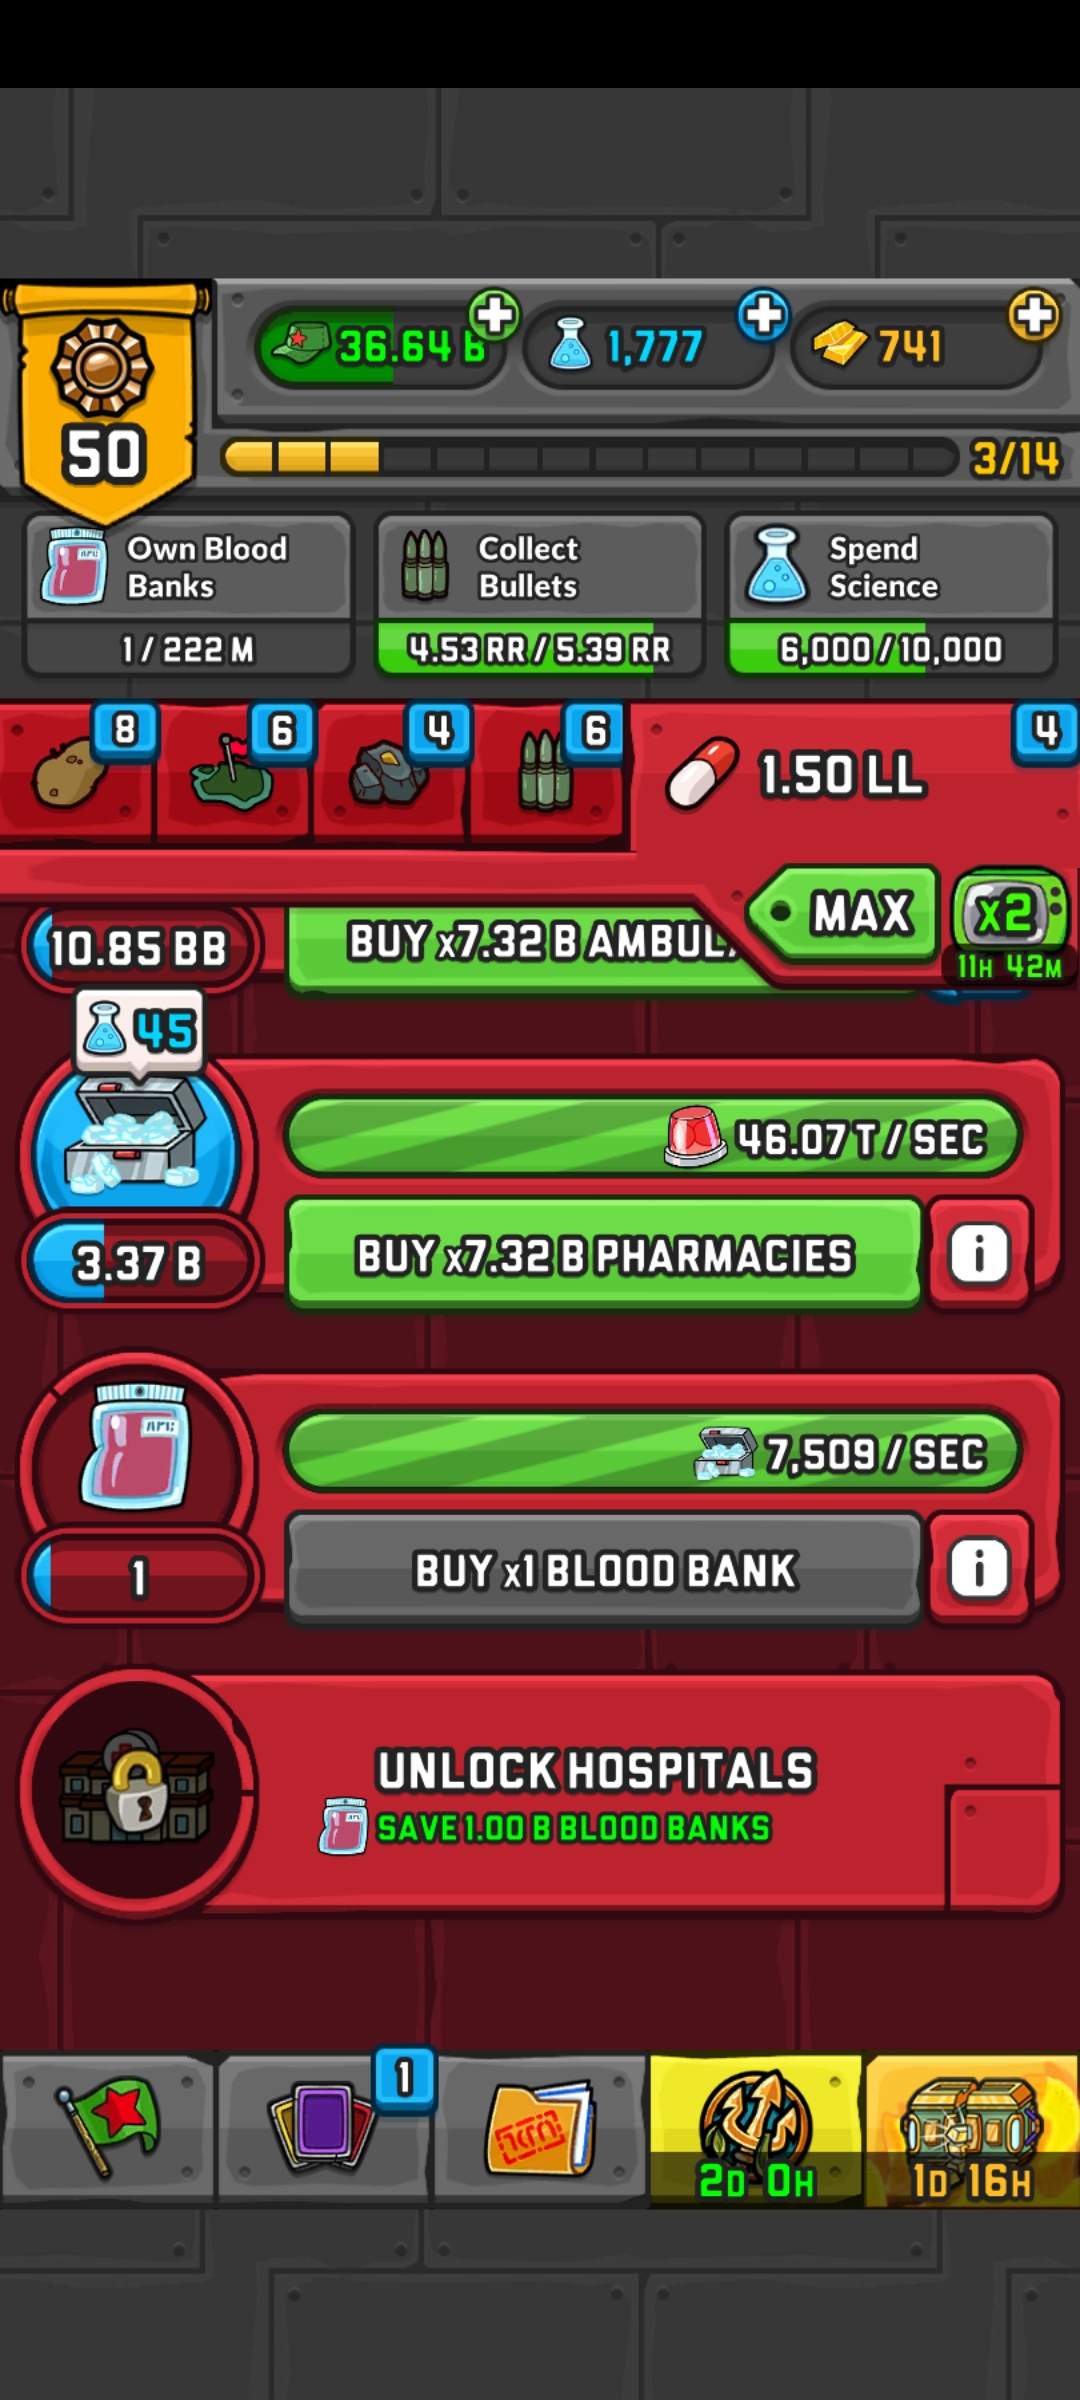 36.64 B
1,777
741
50
3/14
Own Blood
Banks
Collect
Bullets
Spend
Science
1 / 222 M
4.53 RR / 5.39 RR
6,000 / 10,000
8
6
4
6
4
1.50 LL
MAX
x2
11H 42M
10.85 BB
BUY x7.32 B
45
46.07 T / SEC
3.37 B
BUY x7.32 B PHARMACIES
i
7,509 / SEC
1
BUY x1 BLOOD BANK
i
UNLOCK HOSPITALS
SAVE 1.00 B BLOOD BANKS
1
2D 0H
1D 16H